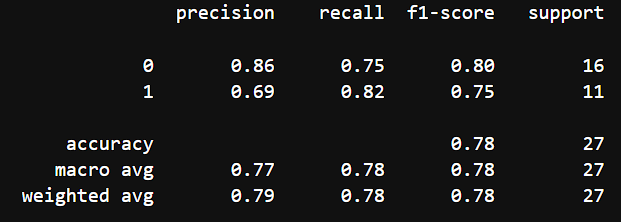 precision recall f1-score support
0 0.86 0.75 0.80 16
1 0.69 0.82 0.75 11
accuracy 0.78 27
macro avg 0.77 0.78 0.78 27
weighted avg 0.79 0.78 0.78 27